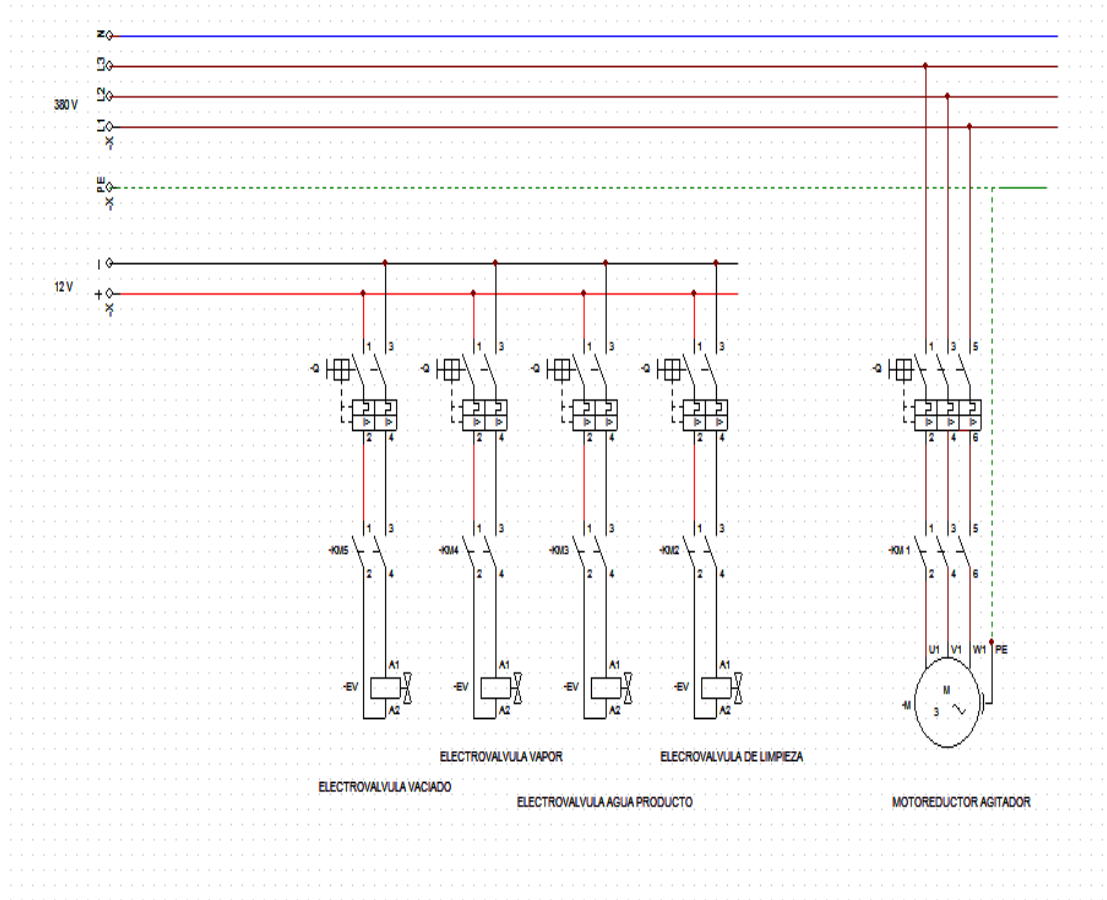 N
L3
380 V
L2
L1
-X
PE
-X
-
12 V
+
-X
1 3 1 3 1 3 1 3 1 3 5
-Q -Q -Q -Q -Q
I> I> I> I> I> I> I> I> I> I> I>
2 4 2 4 2 4 2 4 2 4 6
1 3 1 3 1 3 1 3 1 3 5
-KM5 -KM4 -KM3 -KM2 -KM 1
2 4 2 4 2 4 2 4 2 4 6
U1 V1 W1 PE
A1 A1 A1 A1
-EV -EV -EV -EV
M
-M
3
A2 A2 A2 A2
ELECTROVALVULA VAPOR ELECROVALVULA DE LIMPIEZA
ELECTROVALVULA VACIADO
ELECTROVALVULA AGUA PRODUCTO MOTOREDUCTOR AGITADOR